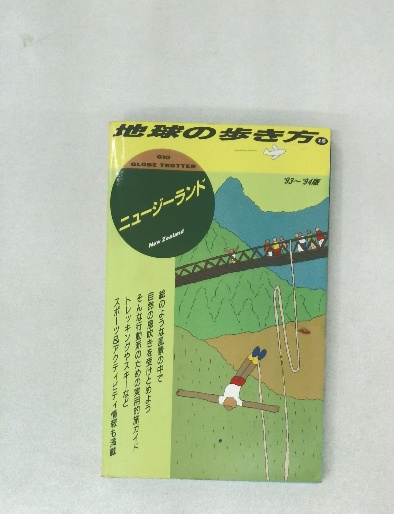 地球の歩き方 15
GIO
GLOBE TROTTER
ニュージーランド
New Zealand
'93～'94版
絵のような風景の中で
自然の息吹きを受けとめよう
そんな行動派のための実用的旅ガイド
トレッキングやスキーなど
スポーツ&アクティビティ情報も満載